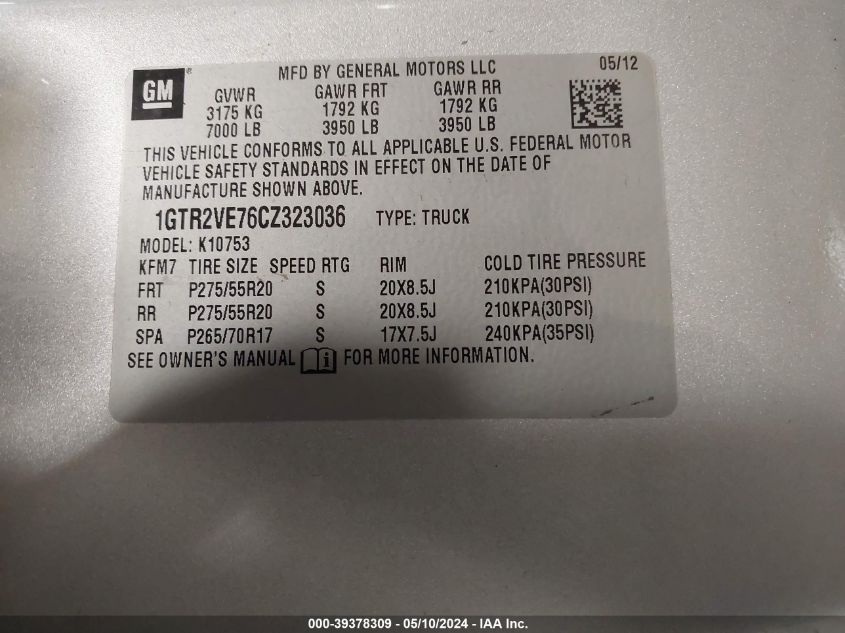 GM ® MFD BY GENERAL MOTORS LLC 05/12
GVWR GAWR FRT GAWR RR
3175 KG 1792 KG 1792 KG
7000 LB 3950 LB 3950 LB
THIS VEHICLE CONFORMS TO ALL APPLICABLE U.S. FEDERAL MOTOR
VEHICLE SAFETY STANDARDS IN EFFECT ON THE DATE OF
MANUFACTURE SHOWN ABOVE.
1GTR2VE76CZ323036 TYPE: TRUCK
MODEL: K10753
KFM7 TIRE SIZE SPEED RTG RIM COLD TIRE PRESSURE
FRT P275/55R20 S 20X8.5J 210KPA(30PSI)
RR P275/55R20 S 20X8.5J 210KPA(30PSI)
SPA P265/70R17 S 17X7.5J 240KPA(35PSI)
SEE OWNER'S MANUAL i FOR MORE INFORMATION.
000-39378309 - 05/10/2024 - IAA Inc.